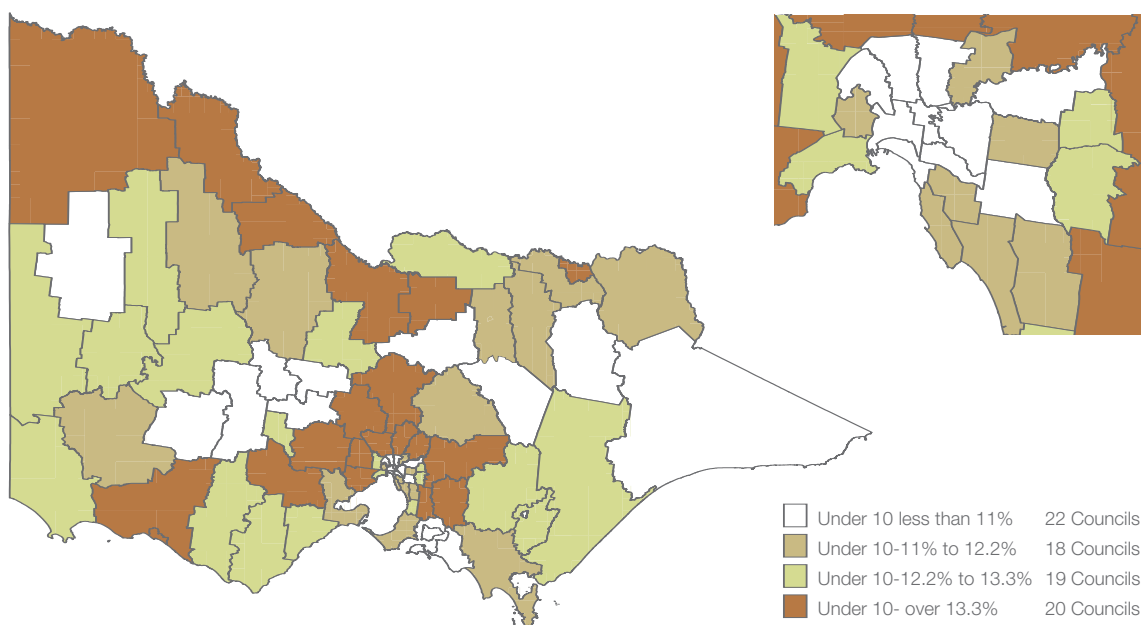 Under 10 less than 11% 22 Councils
Under 10-11% to 12.2% 18 Councils
Under 10-12.2% to 13.3% 19 Councils
Under 10- over 13.3% 20 Councils